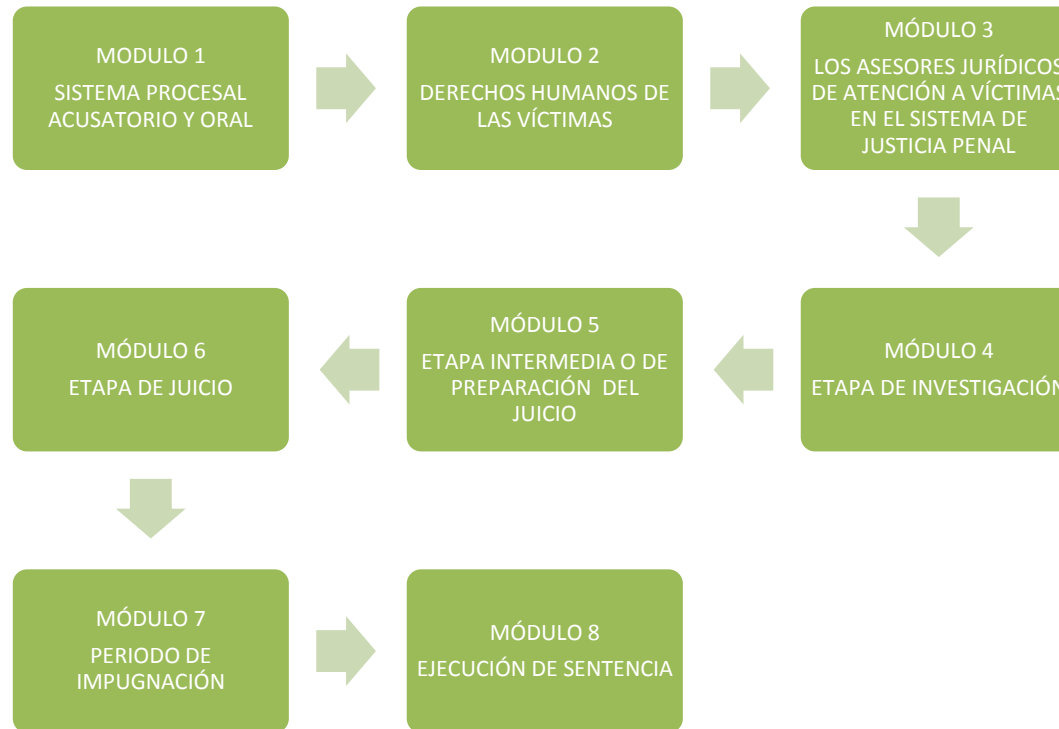 MODULO 1
SISTEMA PROCESAL
ACUSATORIO Y ORAL
MODULO 2
DERECHOS HUMANOS DE
LAS VÍCTIMAS
MÓDULO 3
LOS ASESORES JURÍDICOS
DE ATENCIÓN A VÍCTIMAS
EN EL SISTEMA DE
JUSTICIA PENAL
MÓDULO 4
ETAPA DE INVESTIGACIÓN
MÓDULO 5
ETAPA INTERMEDIA O DE
PREPARACIÓN DEL
JUICIO
MÓDULO 6
ETAPA DE JUICIO
MÓDULO 7
PERIODO DE
IMPUGNACIÓN
MÓDULO 8
EJECUCIÓN DE SENTENCIA